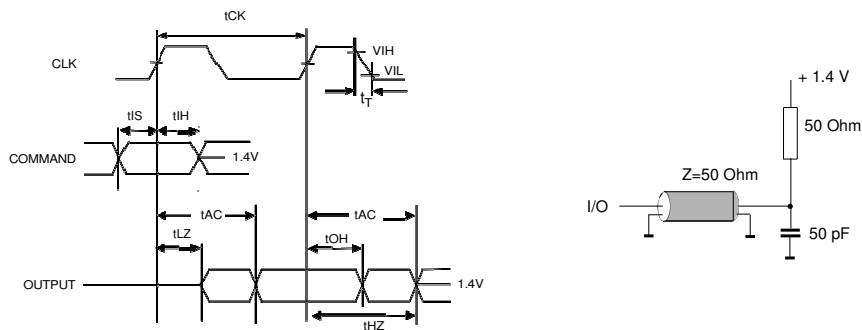 tCK
CLK
VIH
VIL
tT
tIS
tIH
COMMAND
1.4V
tAC
tAC
tLZ
tOH
OUTPUT
1.4V
tHZ
+ 1.4 V
50 Ohm
Z=50 Ohm
I/O
50 pF